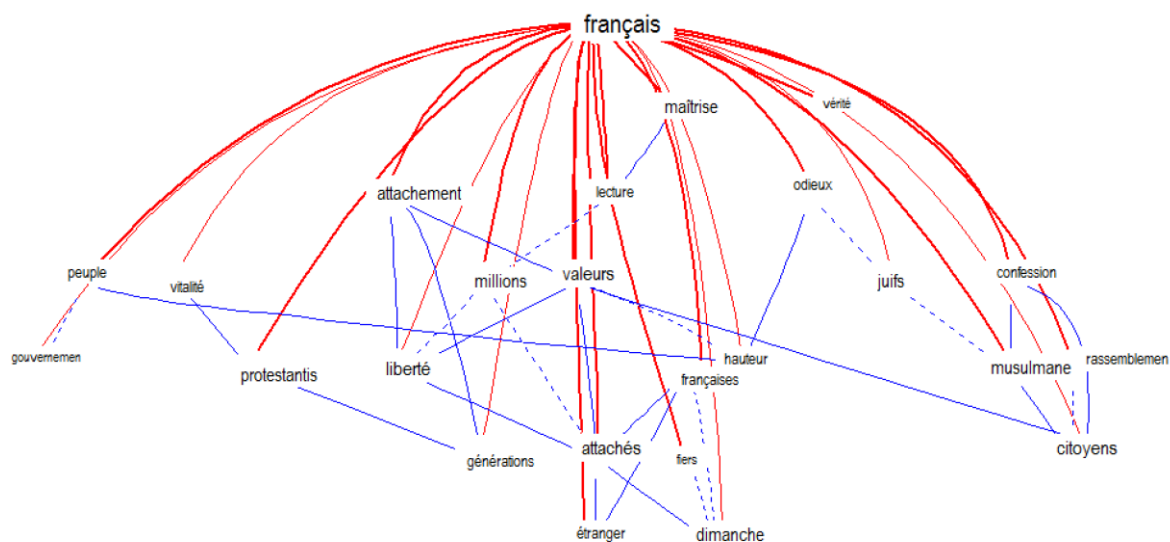 français
maîtrise
vérité
attachement
lecture
odieux
peuple
vitalité
millions
valeurs
juifs
confession
gouvernemen
protestantis
liberté
hauteur
françaises
musulmane
rassemblemen
générations
attachés
fiers
citoyens
étranger
dimanche